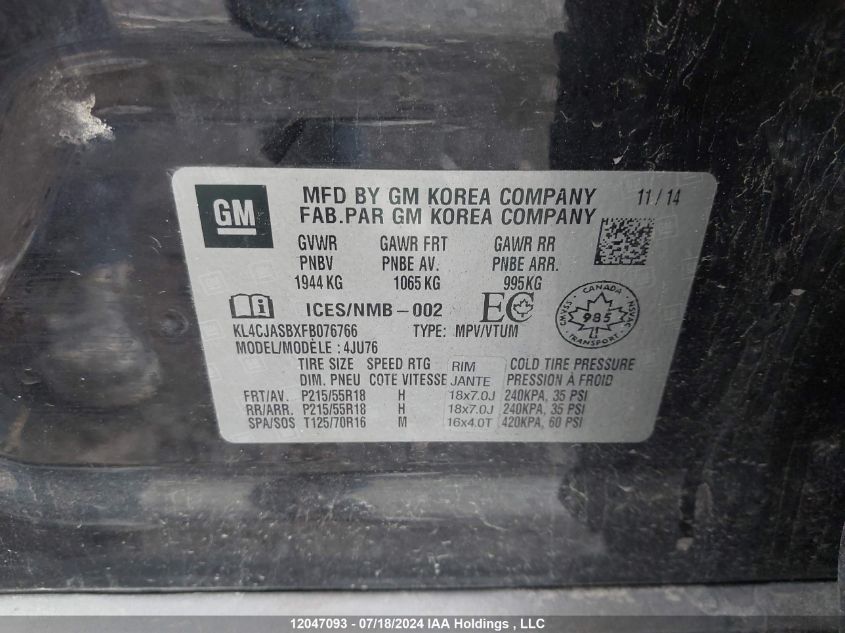 GM
MFD BY GM KOREA COMPANY 11 / 14
FAB.PAR GM KOREA COMPANY
GVWR GAWR FRT GAWR RR
PNBV PNBE AV. PNBE ARR.
1944 KG 1065 KG 995KG
ICES/NMB-002 EC
KL4CJASBXFB076766 TYPE: MPV/VTUM
MODEL/MODÈLE : 4JU76
CANADA
CMVSS NSVAC
985
TRANSPORT
TIRE SIZE SPEED RTG RIM COLD TIRE PRESSURE
DIM. PNEU COTE VITESSE JANTE PRESSION À FROID
FRT/AV. P215/55R18 H 18x7.0J 240KPA, 35 PSI
RR/ARR. P215/55R18 H 18x7.0J 240KPA, 35 PSI
SPA/SOS T125/70R16 M 16x4.0T 420KPA, 60 PSI
12047093 - 07/18/2024 IAA Holdings , LLC